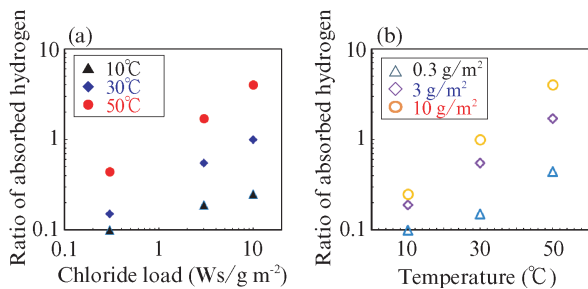 (a)
10℃
30℃
50℃
10
1
0.1
0.1
1
10
Ratio of absorbed hydrogen
Chloride load (Ws/g m-2)
(b)
0.3 g/m²
3 g/m²
10 g/m²
10
1
0.1
10
30
50
Ratio of absorbed hydrogen
Temperature (℃)